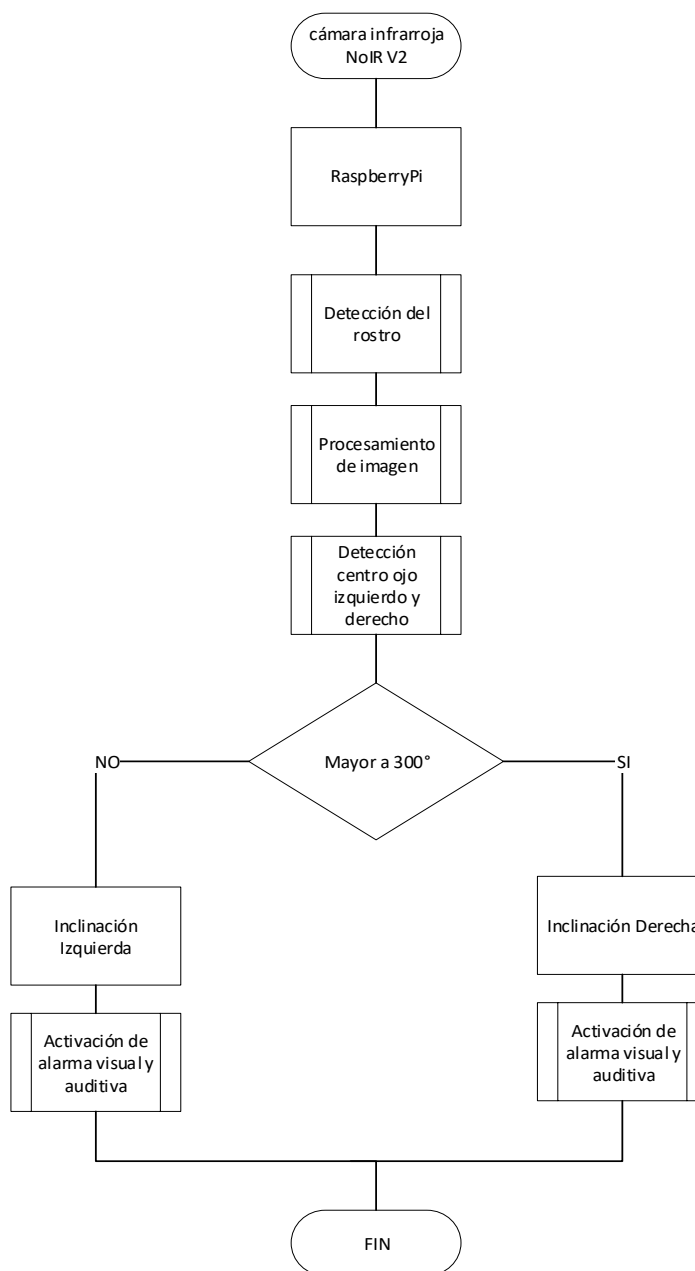 cámara infrarroja
NoIR V2
RaspberryPi
Detección del
rostro
Procesamiento
de imagen
Detección
centro ojo
izquierdo y
derecho
Mayor a 300°
NO
SI
Inclinación
Izquierda
Inclinación Derecha
Activación de
alarma visual y
auditiva
Activación de
alarma visual y
auditiva
FIN